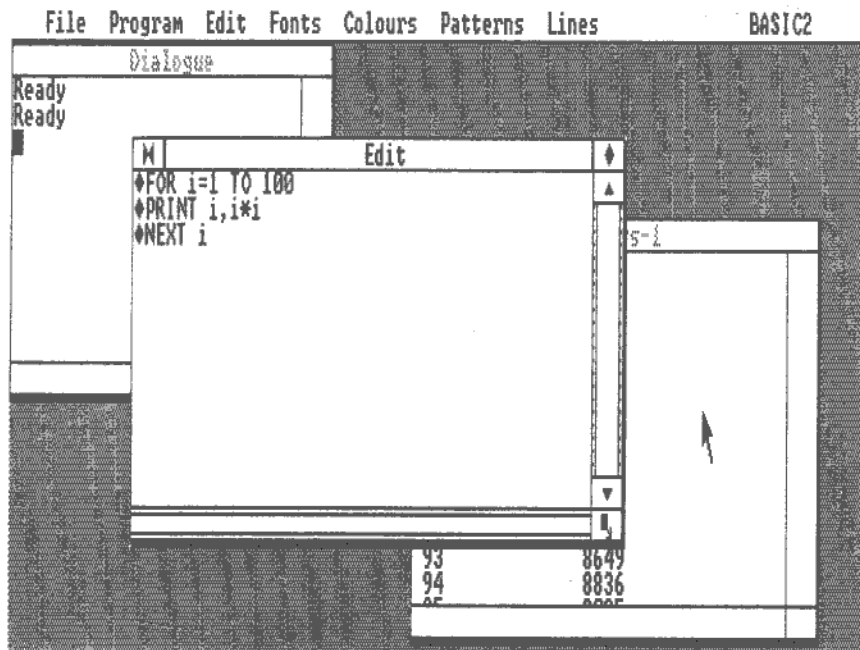 File Program Edit Fonts Colours Patterns Lines BASIC2
Dialogue
Ready
Ready
Edit
♦FOR i=1 TO 100
♦PRINT i,i*i
♦NEXT i
93 8649
94 8836